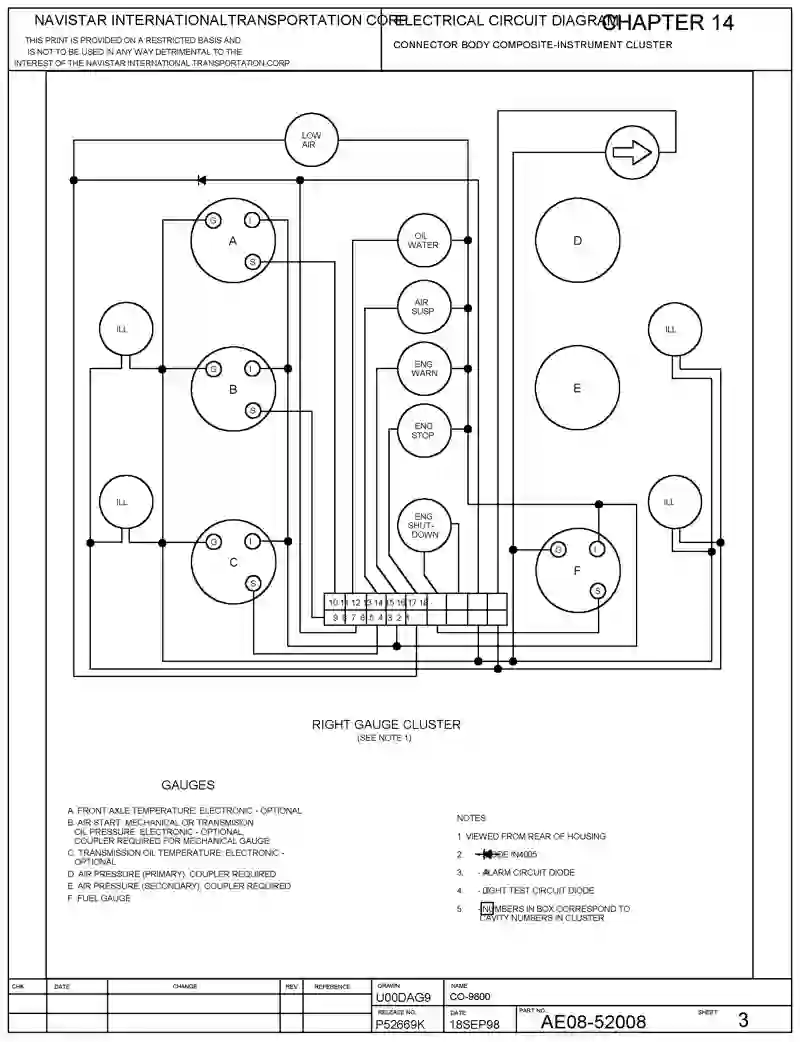 NAVISTAR INTERNATIONALTRANSPORTATION CORP
ELECTRICAL CIRCUIT DIAGRAM
CHAPTER 14
THIS PRINT IS PROVIDED ON A RESTRICTED BASIS AND
IS NOT TO BE USED IN ANY WAY DETRIMENTAL TO THE
INTEREST OF THE NAVISTAR INTERNATIONAL TRANSPORTATION CORP
CONNECTOR BODY COMPOSITE-INSTRUMENT CLUSTER
LOW
AIR
G I
A
S
OIL
WATER
D
AIR
SUSP
ILL
ILL
ENG
WARN
G I
B
S
E
ENG
STOP
ILL
ILL
ENG
SHUT-
DOWN
G I
C
S
G I
F
S
10 11 12 13 14 15 16 17 18
9 8 7 6 5 4 3 2 1
RIGHT GAUGE CLUSTER
(SEE NOTE 1)
GAUGES
A FRONT AXLE TEMPERATURE: ELECTRONIC - OPTIONAL
B AIR START: MECHANICAL OR TRANSMISION
OIL PRESSURE: ELECTRONIC - OPTIONAL,
COUPLER REQUIRED FOR MECHANICAL GAUGE
C TRANSMISSION OIL TEMPERATURE: ELECTRONIC -
OPTIONAL
D AIR PRESSURE (PRIMARY), COUPLER REQUIRED
E AIR PRESSURE (SECONDARY), COUPLER REQUIRED
F FUEL GAUGE
NOTES
1 VIEWED FROM REAR OF HOUSING
2. - DIODE IN4005
3. - ALARM CIRCUIT DIODE
4. - LIGHT TEST CIRCUIT DIODE
5 - NUMBERS IN BOX CORRESPOND TO
CAVITY NUMBERS IN CLUSTER
CHK DATE CHANGE REV REFERENCE
DRAWN
U00DAG9
NAME
CO-9800
RELEASE NO.
P52669K
DATE
18SEP98
PART NO.
AE08-52008
SHEET
3